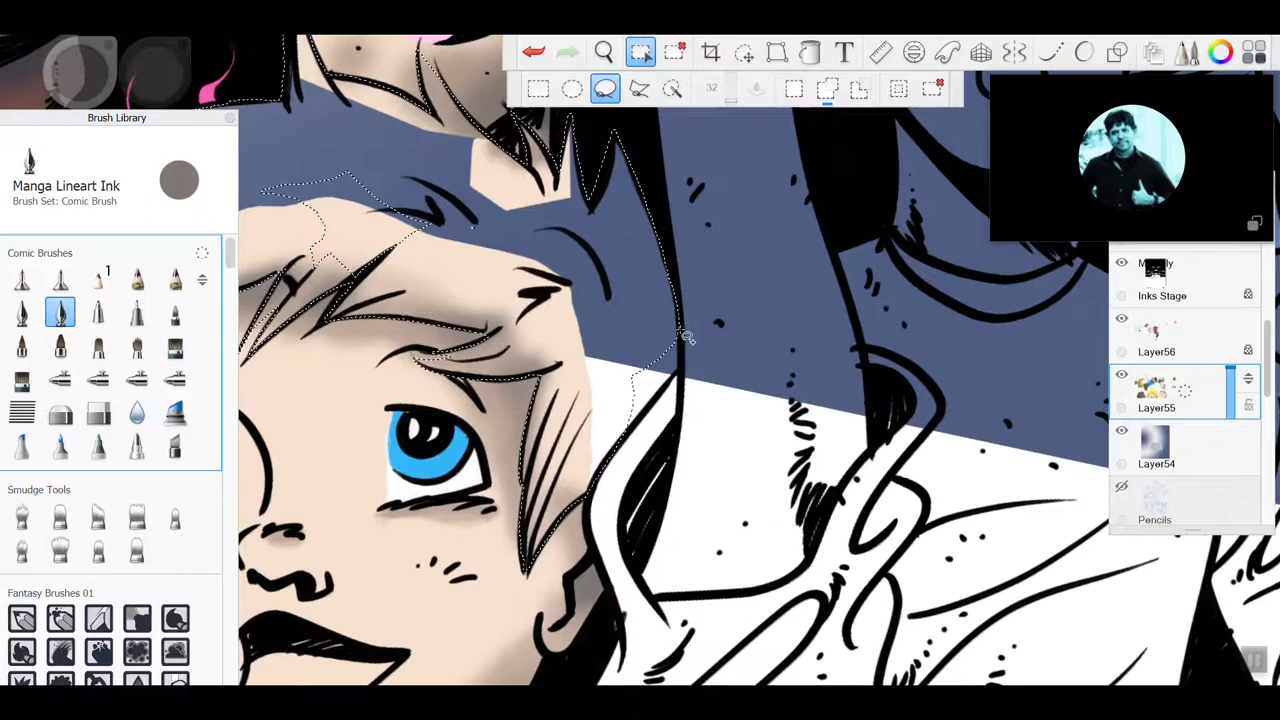 T
Brush Library
32
Manga Lineart Ink
Brush Set: Comic Brush
Comic Brushes
1
Inks Stage
Layer56
Layer55
Layer54
Smudge Tools
Pencils
Fantasy Brushes 01